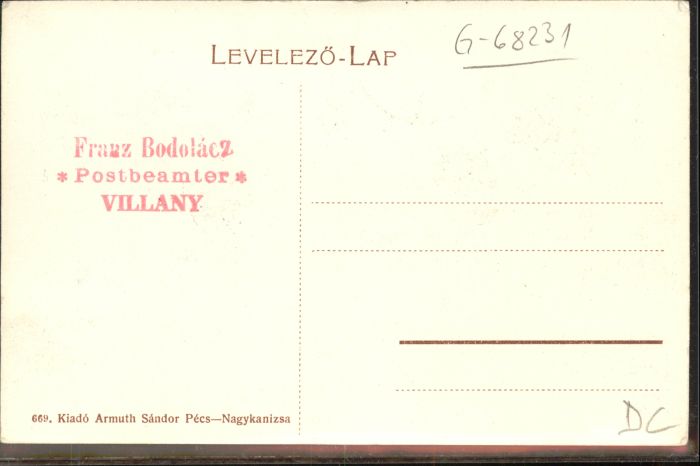 LEVELEZŐ-LAP
G-68231
Franz Bodolácz
* Postbeamter *
VILLANY
669. Kiadó Armuth Sándor Pécs—Nagykanizsa
DC